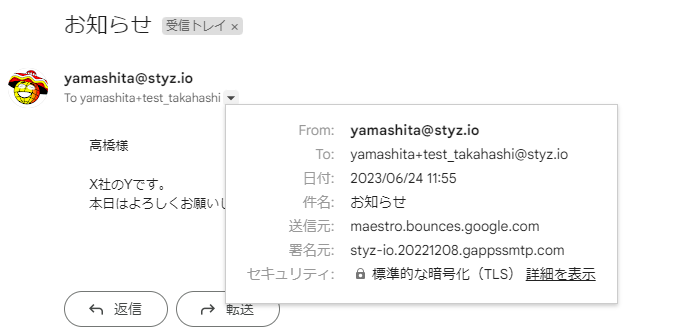 お知らせ 受信トレイ ×
yamashita@styz.io
To yamashita+test_takahashi
高橋様
X社のYです。
本日はよろしくお願いし
From: yamashita@styz.io
To: yamashita+test_takahashi@styz.io
日付: 2023/06/24 11:55
件名: お知らせ
送信元: maestro.bounces.google.com
署名元: styz-io.20221208.gappssmtp.com
セキュリティ: 標準的な暗号化（TLS） 詳細を表示
返信 転送